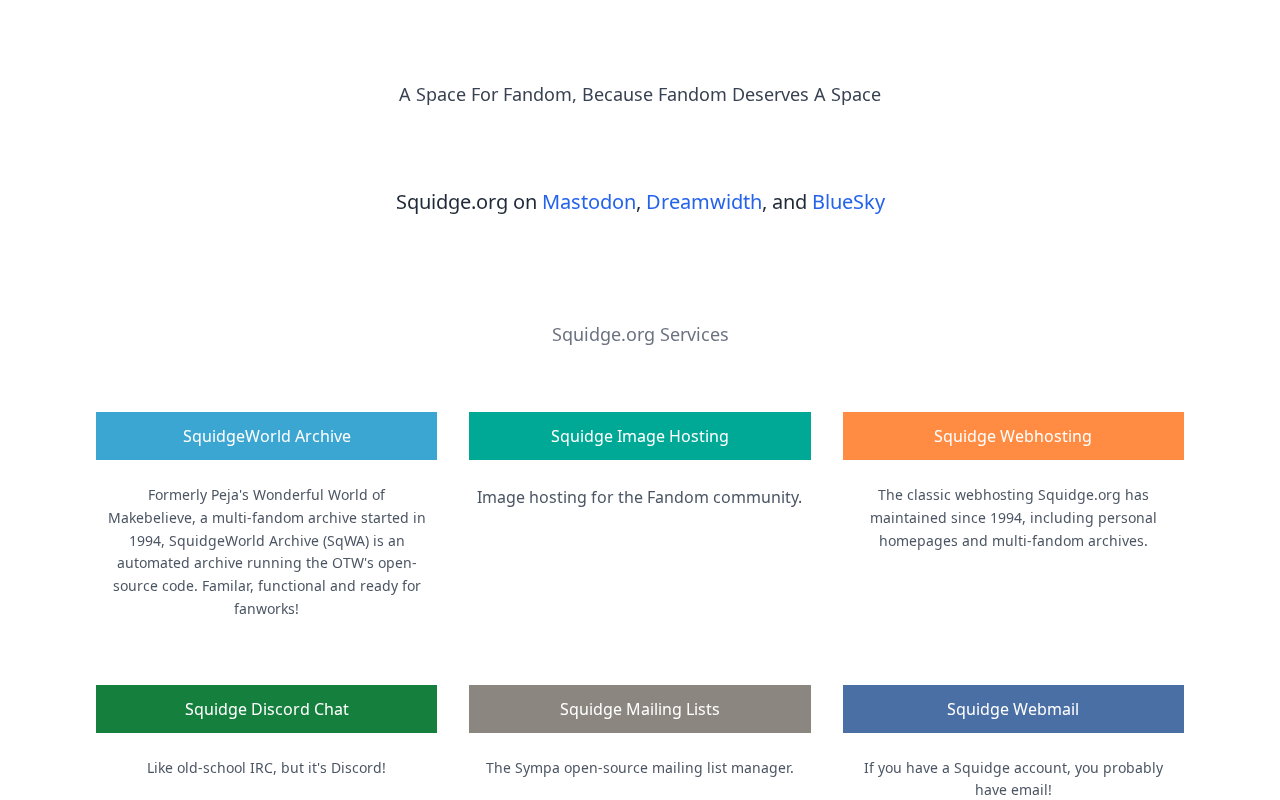 A Space For Fandom, Because Fandom Deserves A Space
Squidge.org on Mastodon, Dreamwidth, and BlueSky
Squidge.org Services
SquidgeWorld Archive
Formerly Peja's Wonderful World of
Makebelieve, a multi-fandom archive started in
1994, SquidgeWorld Archive (SqWA) is an
automated archive running the OTW's open-
source code. Familar, functional and ready for
fanworks!
Squidge Image Hosting
Image hosting for the Fandom community.
Squidge Webhosting
The classic webhosting Squidge.org has
maintained since 1994, including personal
homepages and multi-fandom archives.
Squidge Discord Chat
Like old-school IRC, but it's Discord!
Squidge Mailing Lists
The Sympa open-source mailing list manager.
Squidge Webmail
If you have a Squidge account, you probably
have email!